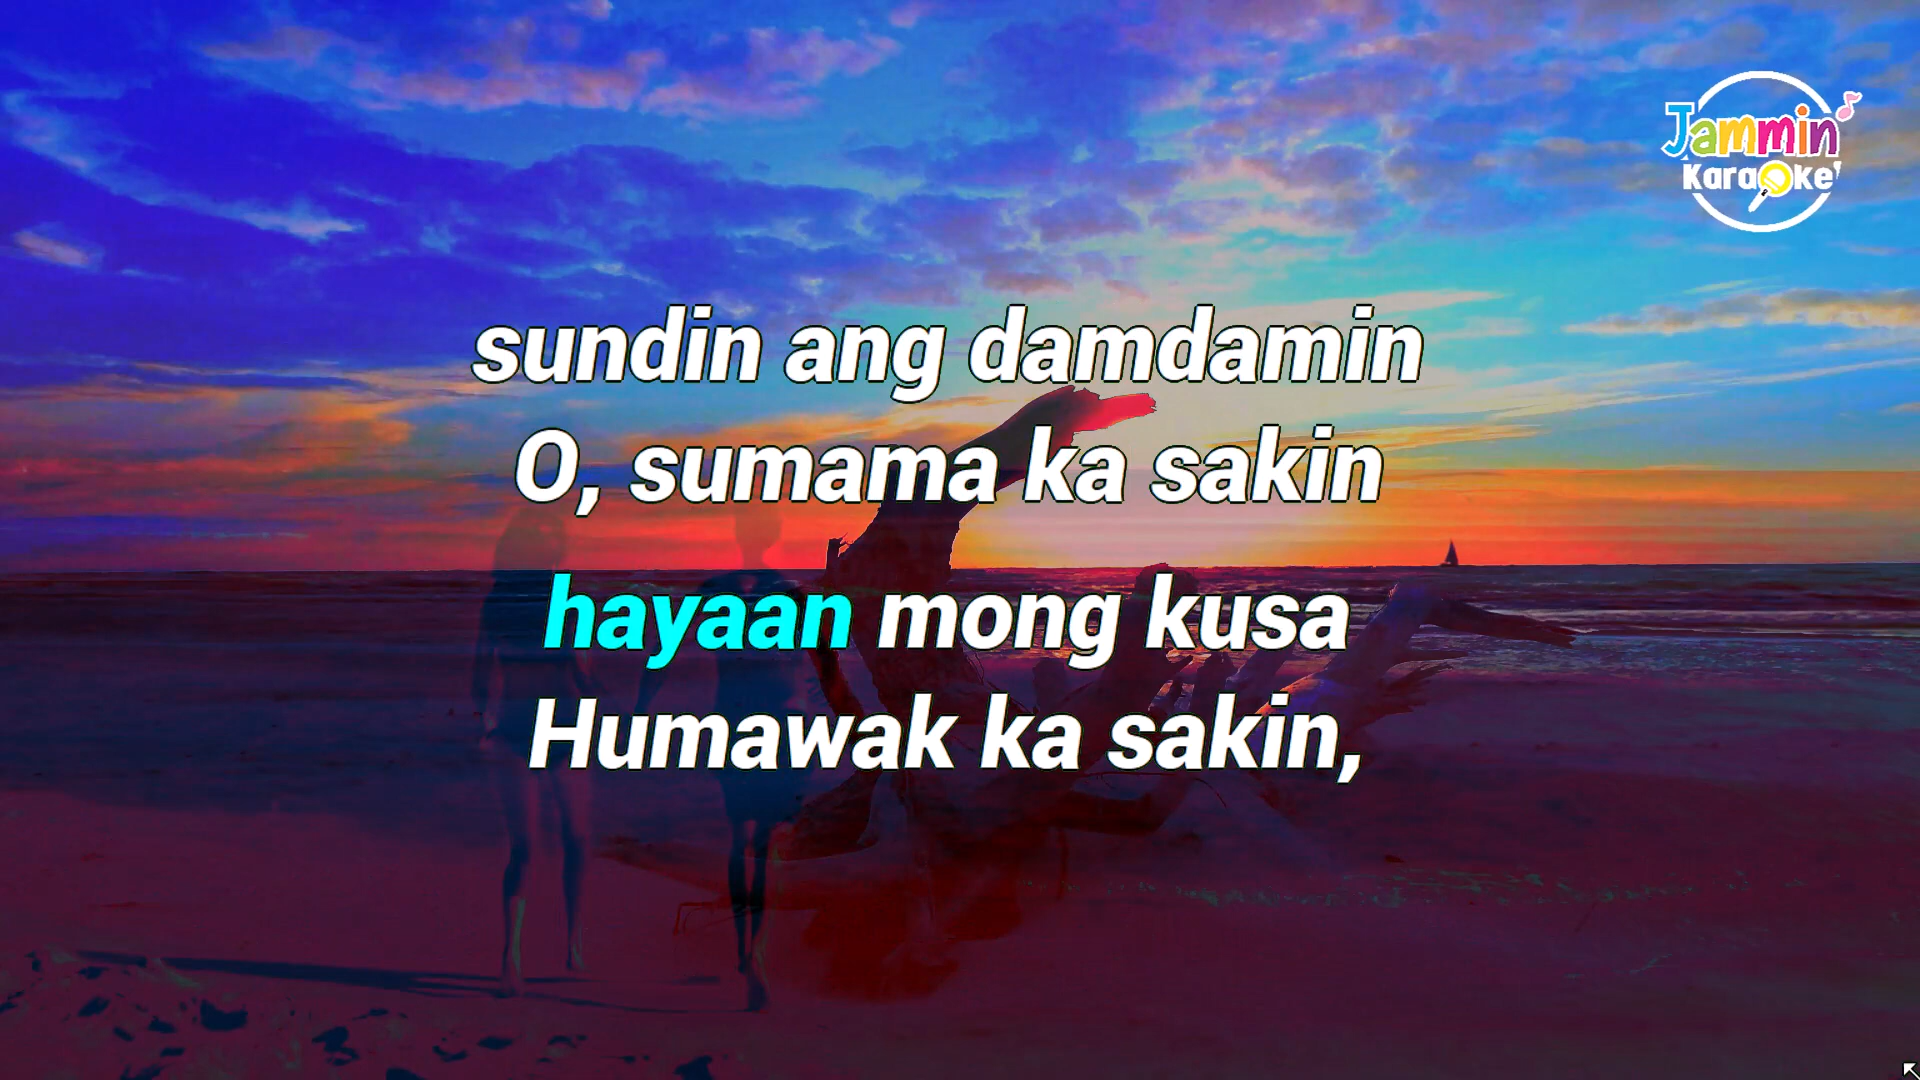 Jammin'
Karaoke
sundin ang damdamin
O, sumama ka sakin
hayaan mong kusa
Humawak ka sakin,